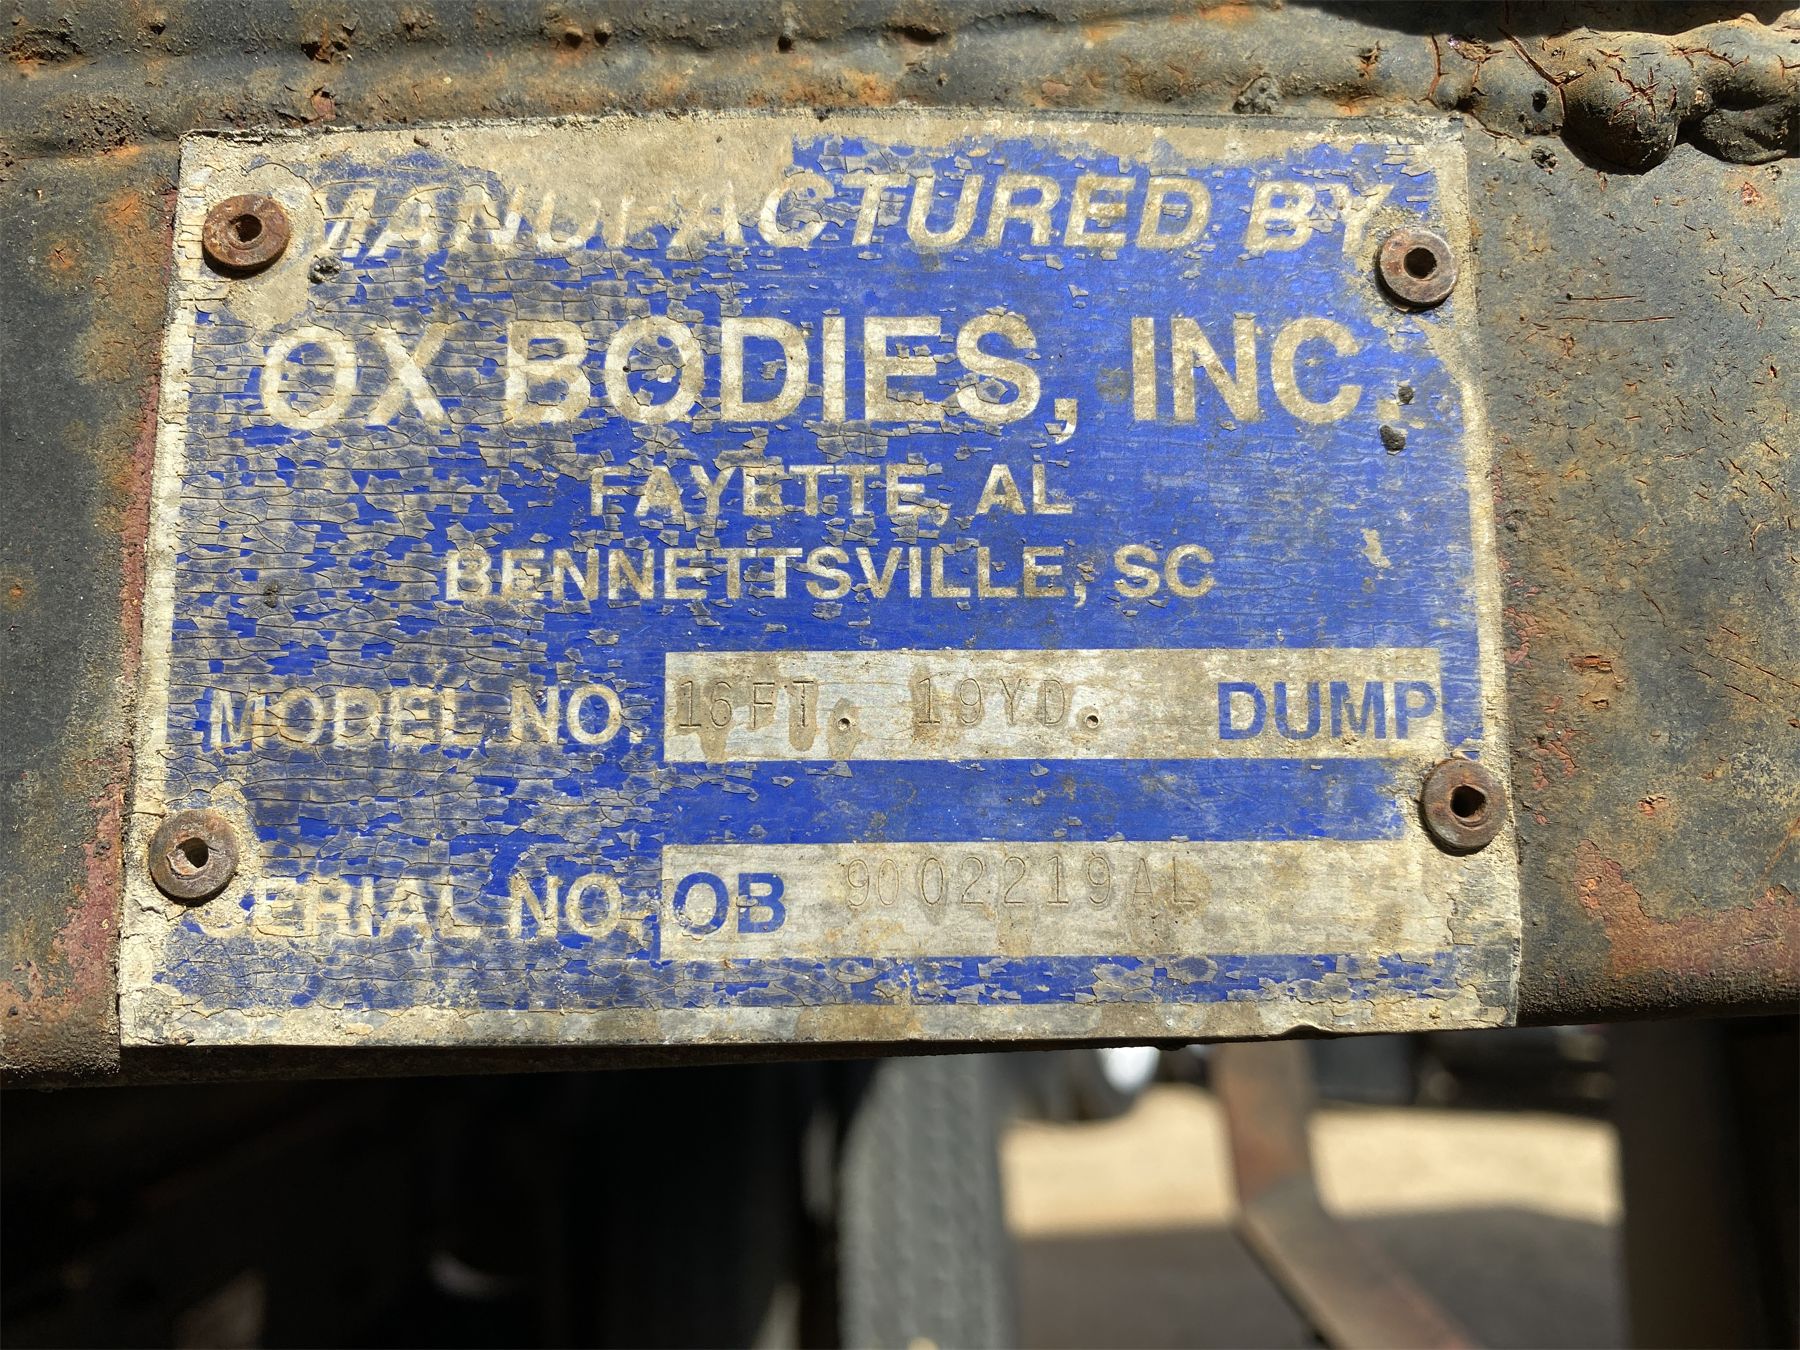 MANUFACTURED BY
OX BODIES, INC.
FAYETTE, AL
BENNETTSVILLE, SC
MODEL NO. 16FT. 19YD. DUMP
SERIAL NO. OB 9002219AL